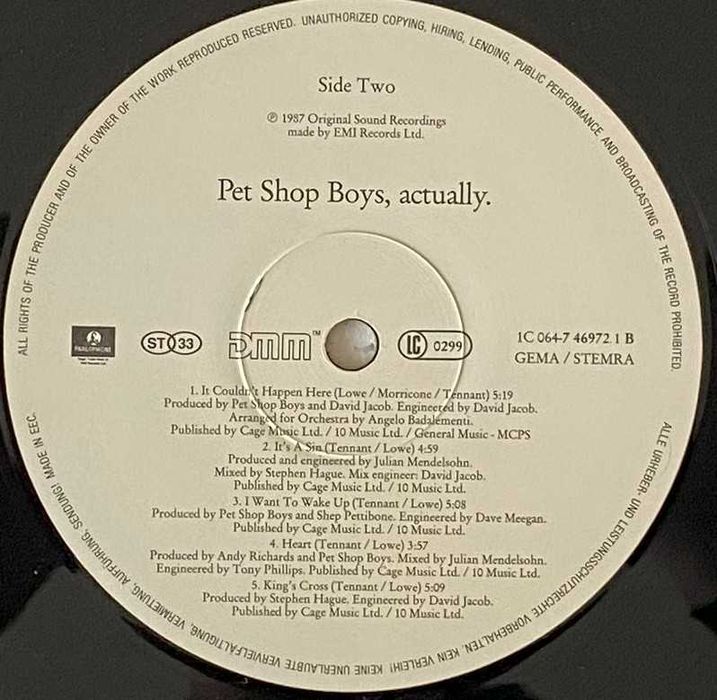 ALL RIGHTS OF THE PRODUCER AND OF THE OWNER OF THE WORK REPRODUCED RESERVED. UNAUTHORIZED COPYING, HIRING, LENDING, PUBLIC PERFORMANCE AND BROADCASTING OF THE RECORD PROHIBITED.
Side Two
℗ 1987 Original Sound Recordings
made by EMI Records Ltd.
Pet Shop Boys, actually.
PARLOPHONE
ST 33
DMM™
LC 0299
1C 064-7 46972 1 B
GEMA / STEMRA
1. It Couldn't Happen Here (Lowe / Morricone / Tennant) 5:19
Produced by Pet Shop Boys and David Jacob. Engineered by David Jacob.
Arranged for Orchestra by Angelo Badalementi.
Published by Cage Music Ltd. / 10 Music Ltd. / General Music - MCPS
2. It's A Sin (Tennant / Lowe) 4:59
Produced and engineered by Julian Mendelsohn.
Mixed by Stephen Hague. Mix engineer: David Jacob.
Published by Cage Music Ltd. / 10 Music Ltd.
3. I Want To Wake Up (Tennant / Lowe) 5:08
Produced by Pet Shop Boys and Shep Pettibone. Engineered by Dave Meegan.
Published by Cage Music Ltd. / 10 Music Ltd.
4. Heart (Tennant / Lowe) 3:57
Produced by Andy Richards and Pet Shop Boys. Mixed by Julian Mendelsohn.
Engineered by Tony Phillips. Published by Cage Music Ltd. / 10 Music Ltd.
5. King's Cross (Tennant / Lowe) 5:09
Produced by Stephen Hague. Engineered by David Jacob.
Published by Cage Music Ltd. / 10 Music Ltd.
ALLE URHEBER- UND LEISTUNGSSCHUTZRECHTE VORBEHALTEN. KEIN VERLEIH! KEINE UNERLAUBTE VERVIELFÄLTIGUNG, VERMIETUNG, AUFFÜHRUNG, SENDUNG! MADE IN EEC.